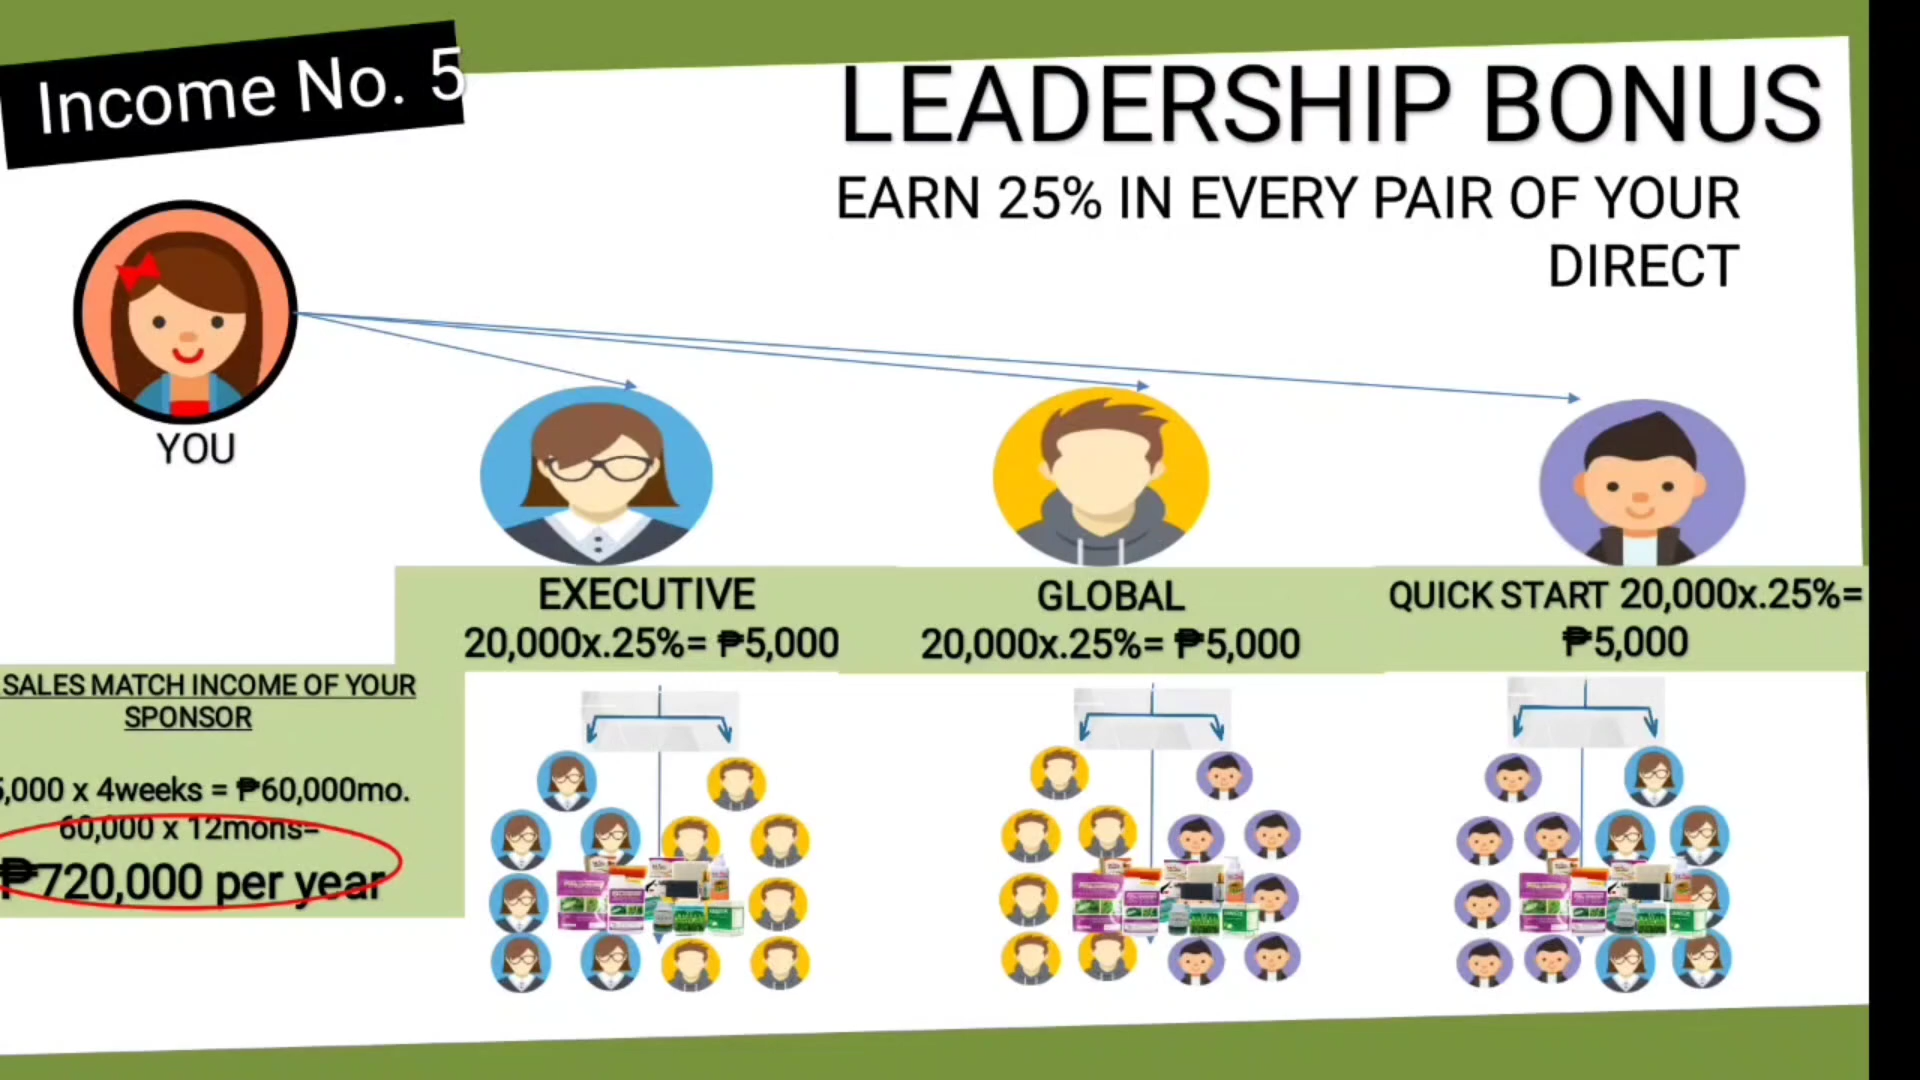 Income No. 5
LEADERSHIP BONUS
EARN 25% IN EVERY PAIR OF YOUR
DIRECT
YOU
EXECUTIVE
20,000x.25%= ₱5,000
GLOBAL
20,000x.25%= ₱5,000
QUICK START 20,000x.25%=
₱5,000
SALES MATCH INCOME OF YOUR
SPONSOR
5,000 x 4weeks = ₱60,000mo.
60,000 x 12mons=
₱720,000 per year